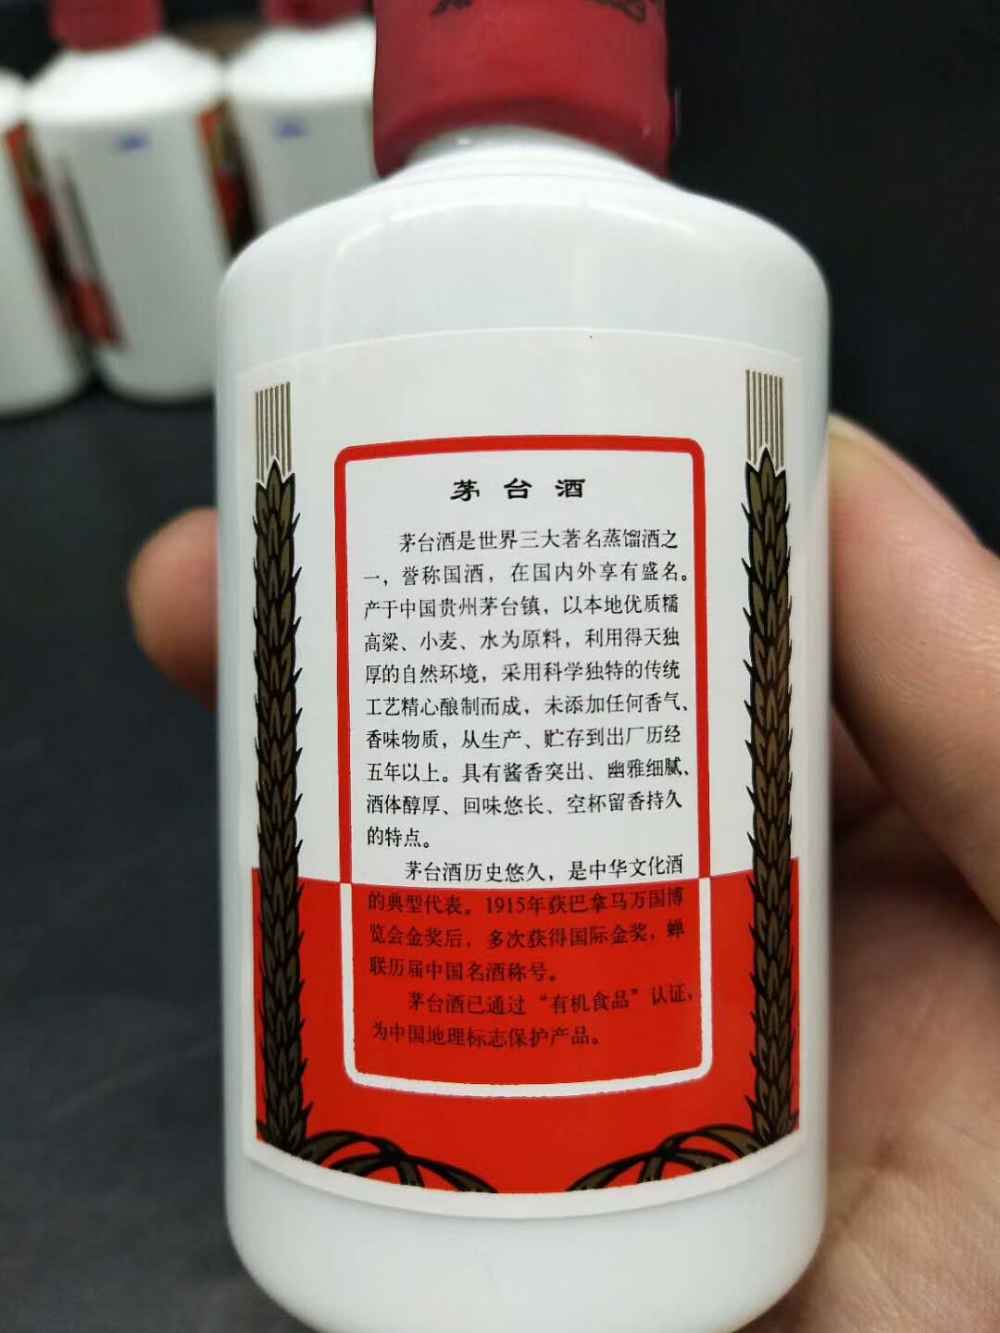 茅台酒
茅台酒是世界三大著名蒸馏酒之
一，誉称国酒，在国内外享有盛名。
产于中国贵州茅台镇，以本地优质糯
高粱、小麦、水为原料，利用得天独
厚的自然环境，采用科学独特的传统
工艺精心酿制而成，未添加任何香气、
香味物质，从生产、贮存到出厂历经
五年以上。具有酱香突出、幽雅细腻、
酒体醇厚、回味悠长、空杯留香持久
的特点。
茅台酒历史悠久，是中华文化酒
的典型代表。1915年获巴拿马万国博
览会金奖后，多次获得国际金奖，蝉
联历届中国名酒称号。
茅台酒已通过“有机食品”认证，
为中国地理标志保护产品。